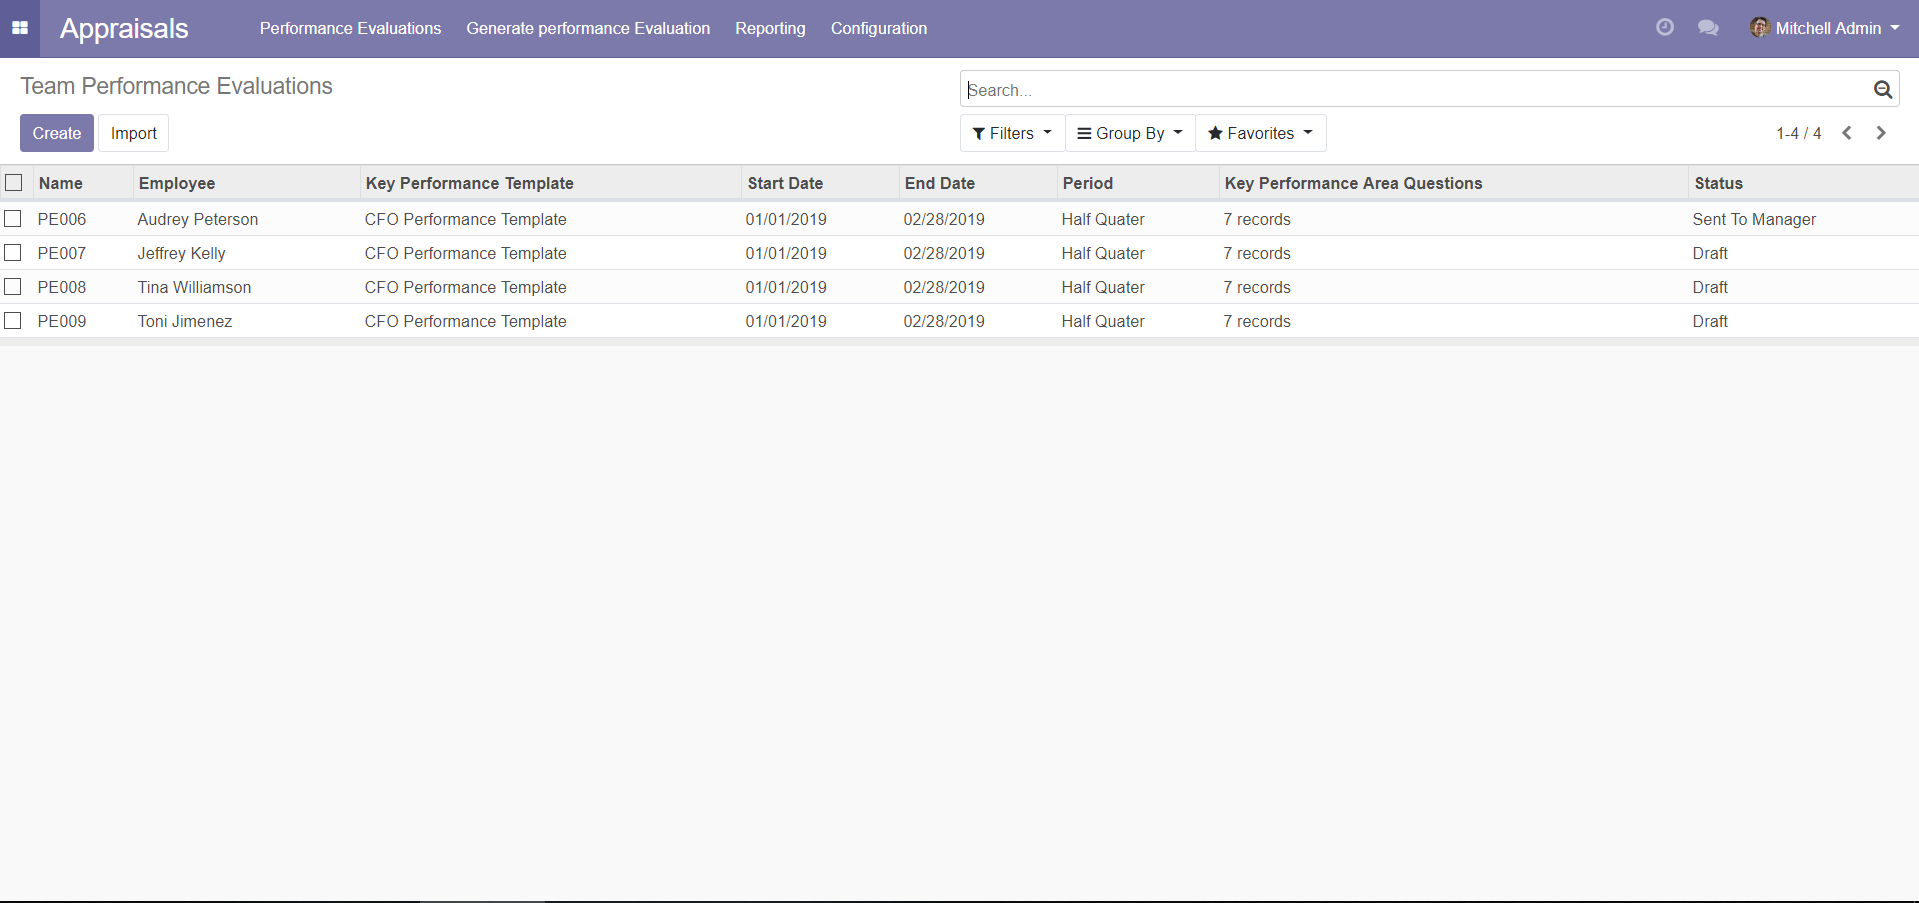 Appraisals Performance Evaluations Generate performance Evaluation Reporting Configuration Mitchell Admin
Team Performance Evaluations
Search...
Create Import Filters Group By Favorites 1-4 / 4
Name Employee Key Performance Template Start Date End Date Period Key Performance Area Questions Status
PE006 Audrey Peterson CFO Performance Template 01/01/2019 02/28/2019 Half Quater 7 records Sent To Manager
PE007 Jeffrey Kelly CFO Performance Template 01/01/2019 02/28/2019 Half Quater 7 records Draft
PE008 Tina Williamson CFO Performance Template 01/01/2019 02/28/2019 Half Quater 7 records Draft
PE009 Toni Jimenez CFO Performance Template 01/01/2019 02/28/2019 Half Quater 7 records Draft